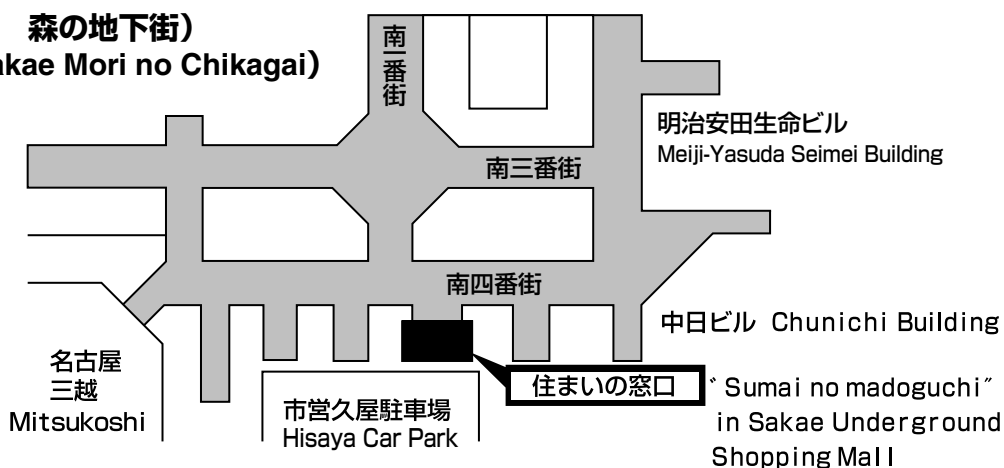 森の地下街）
akae Mori no Chikagai）
南一番街
明治安田生命ビル
Meiji-Yasuda Seimei Building
南三番街
南四番街
中日ビル Chunichi Building
名古屋
三越
Mitsukoshi
住まいの窓口
市営久屋駐車場
Hisaya Car Park
〝Sumai no madoguchi〞
in Sakae Underground
Shopping Mall